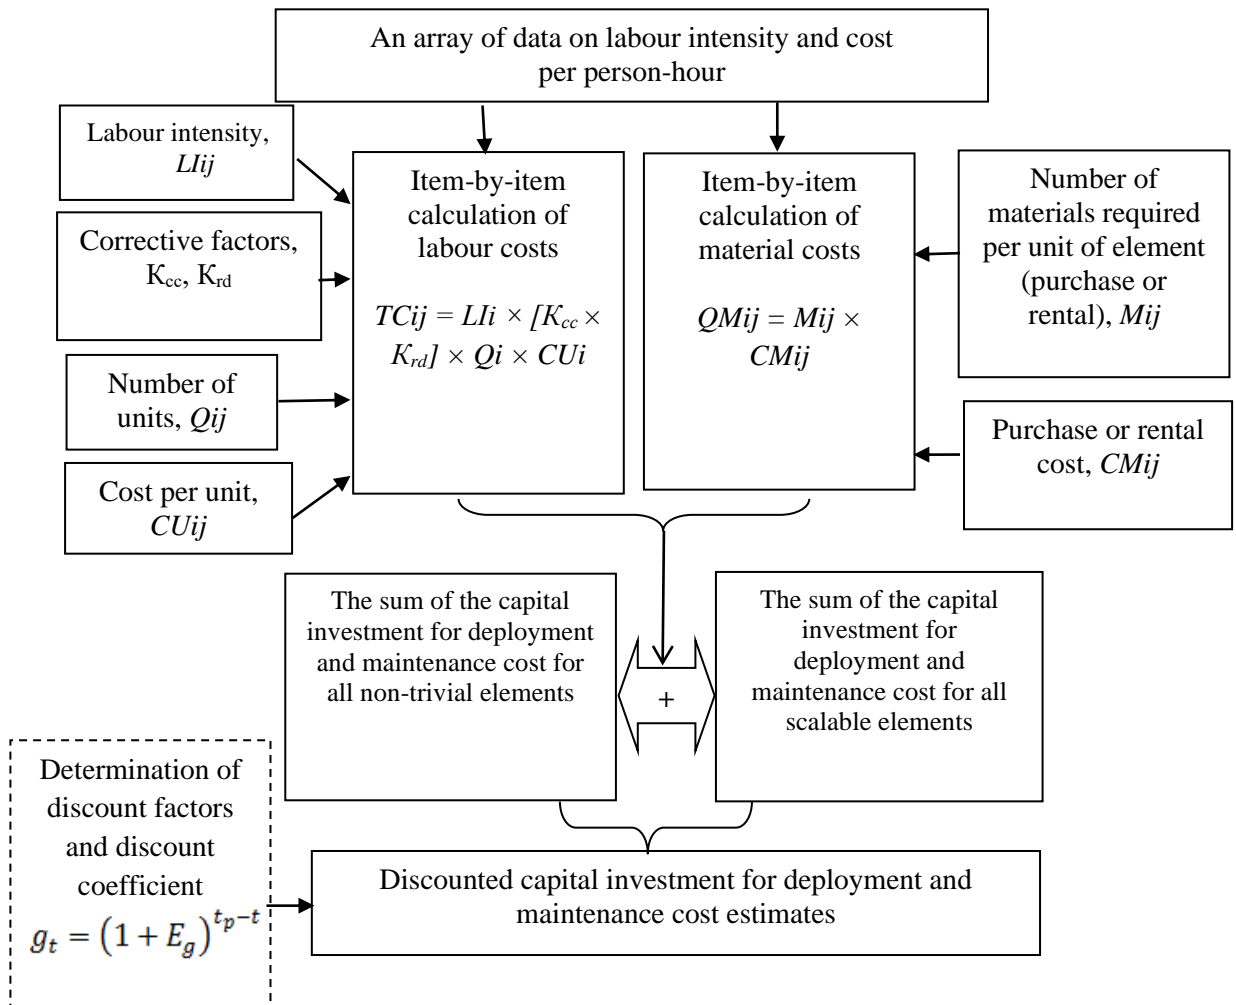 An array of data on labour intensity and cost
per person-hour
Labour intensity,
LIij
Corrective factors,
Kcc, Krd
Number of
units, Qij
Cost per unit,
CUij
Item-by-item
calculation of
labour costs
TCij = LIi × [Kcc ×
Krd] × Qi × CUi
Item-by-item
calculation of
material costs
QMij = Mij ×
CMij
Number of
materials required
per unit of element
(purchase or
rental), Mij
Purchase or rental
cost, CMij
The sum of the capital
investment for deployment
and maintenance cost for
all non-trivial elements
+
The sum of the capital
investment for
deployment and
maintenance cost for all
scalable elements
Determination of
discount factors
and discount
coefficient
g_t = (1 + E_g)^{t_p−t}
Discounted capital investment for deployment and
maintenance cost estimates